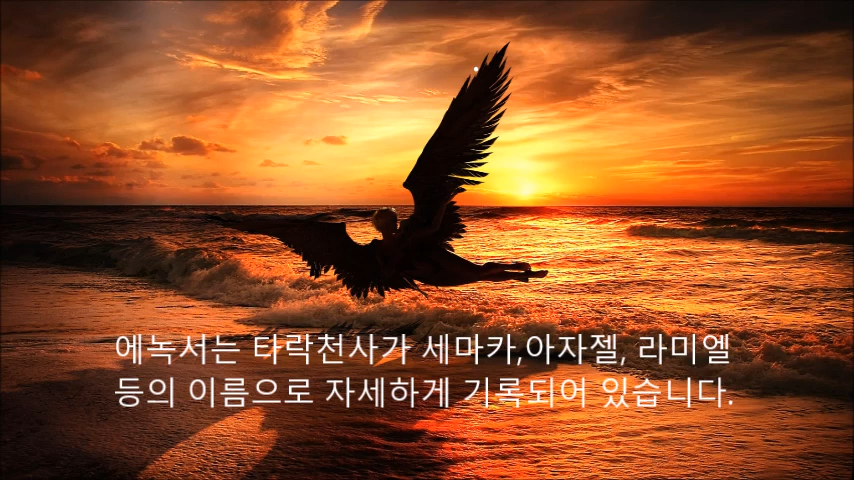 에녹서는 타락천사가 세마카,아자젤, 라미엘
등의 이름으로 자세하게 기록되어 있습니다.